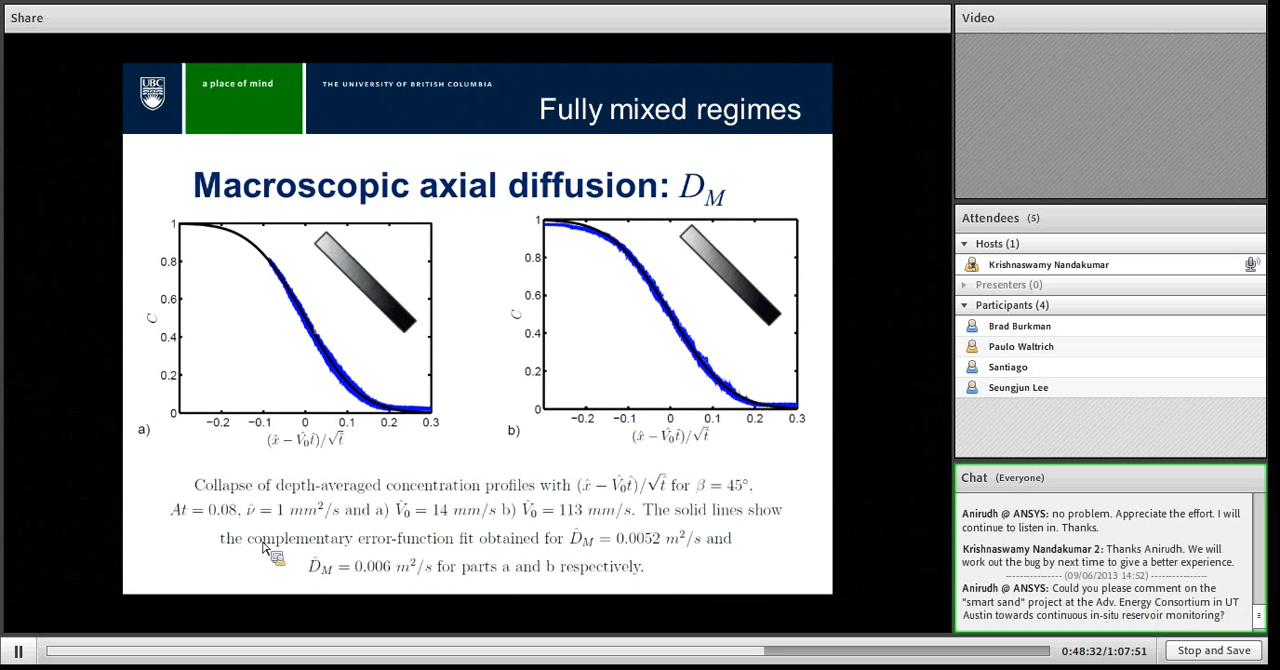 Share
UBC
a place of mind
THE UNIVERSITY OF BRITISH COLUMBIA
Fully mixed regimes
Macroscopic axial diffusion: D_M
1
0.8
0.6
0.4
0.2
0
C
−0.2 −0.1 0 0.1 0.2 0.3
(x̂ − V̂₀t̂)/√t̂
a)
1
0.8
0.6
0.4
0.2
0
C
−0.2 −0.1 0 0.1 0.2 0.3
(x̂ − V̂₀t̂)/√t̂
b)
Collapse of depth-averaged concentration profiles with (x̂ − V̂₀t̂)/√t̂ for β = 45°,
At = 0.08, ν̂ = 1 mm²/s and a) V̂₀ = 14 mm/s b) V̂₀ = 113 mm/s. The solid lines show
the complementary error-function fit obtained for D̂_M = 0.0052 m²/s and
D̂_M = 0.006 m²/s for parts a and b respectively.
Video
Attendees (5)
Hosts (1)
Krishnaswamy Nandakumar
Presenters (0)
Participants (4)
Brad Burkman
Paulo Waltrich
Santiago
Seungjun Lee
Chat (Everyone)
Anirudh @ ANSYS: no problem. Appreciate the effort. I will
continue to listen in. Thanks.
Krishnaswamy Nandakumar 2: Thanks Anirudh. We will
work out the bug by next time to give a better experience.
--------------- (09/06/2013 14:52) ---------------
Anirudh @ ANSYS: Could you please comment on the
"smart sand" project at the Adv. Energy Consortium in UT
Austin towards continuous in-situ reservoir monitoring?
0:48:32/1:07:51
Stop and Save